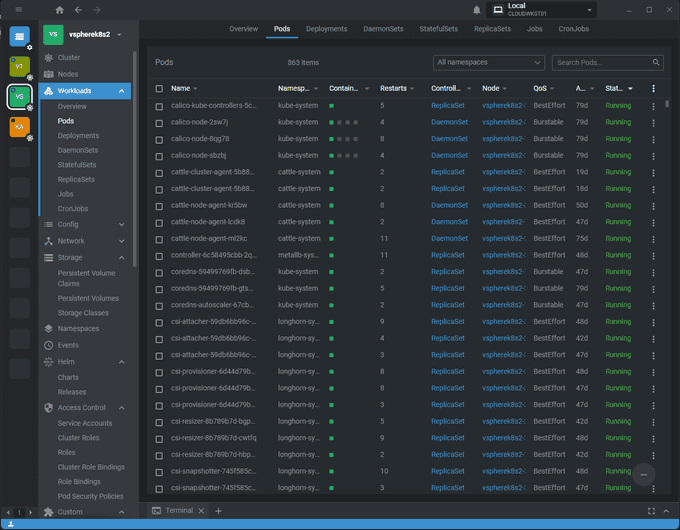 Local
CLOUDWKST01
VS vspherek8s2
Overview Pods Deployments DaemonSets StatefulSets ReplicaSets Jobs CronJobs
V1
VS
KA
Cluster
Nodes
Workloads
Overview
Pods
Deployments
DaemonSets
StatefulSets
ReplicaSets
Jobs
CronJobs
Config
Network
Storage
Persistent Volume
Claims
Persistent Volumes
Storage Classes
Namespaces
Events
Helm
Charts
Releases
Access Control
Service Accounts
Cluster Roles
Roles
Cluster Role Bindings
Role Bindings
Pod Security Policies
Custom
Pods 863 items All namespaces Search Pods...
Name Namesp... Contain... Restarts Controll... Node QoS A... Stat...
calico-kube-controllers-5c... kube-system 5 ReplicaSet vspherek8s2-: BestEffort 79d Running
calico-node-2sw7j kube-system 4 DaemonSet vspherek8s2-: Burstable 79d Running
calico-node-8qg78 kube-system 8 DaemonSet vspherek8s2-: Burstable 79d Running
calico-node-sbzbj kube-system 4 DaemonSet vspherek8s2-: Burstable 79d Running
cattle-cluster-agent-5b88... cattle-system 2 ReplicaSet vspherek8s2-: BestEffort 19d Running
cattle-cluster-agent-5b88... cattle-system 2 ReplicaSet vspherek8s2-: BestEffort 18d Running
cattle-node-agent-kr5bw cattle-system 8 DaemonSet vspherek8s2-: BestEffort 50d Running
cattle-node-agent-lcdk8 cattle-system 2 DaemonSet vspherek8s2-: BestEffort 47d Running
cattle-node-agent-ml2kc cattle-system 11 DaemonSet vspherek8s2-: BestEffort 75d Running
controller-6c58495cbb-2q... metallb-sys... 11 ReplicaSet vspherek8s2-: BestEffort 48d Running
coredns-59499769fb-dsb... kube-system 2 ReplicaSet vspherek8s2-: Burstable 47d Running
coredns-59499769fb-gts... kube-system 5 ReplicaSet vspherek8s2-: Burstable 79d Running
coredns-autoscaler-67cb... kube-system 2 ReplicaSet vspherek8s2-: Burstable 47d Running
csi-attacher-59db6bb96c-... longhorn-sy... 9 ReplicaSet vspherek8s2-: BestEffort 48d Running
csi-attacher-59db6bb96c-... longhorn-sy... 4 ReplicaSet vspherek8s2-: BestEffort 42d Running
csi-attacher-59db6bb96c-... longhorn-sy... 3 ReplicaSet vspherek8s2-: BestEffort 47d Running
csi-provisioner-6d44d79b... longhorn-sy... 8 ReplicaSet vspherek8s2-: BestEffort 48d Running
csi-provisioner-6d44d79b... longhorn-sy... 8 ReplicaSet vspherek8s2-: BestEffort 47d Running
csi-provisioner-6d44d79b... longhorn-sy... 3 ReplicaSet vspherek8s2-: BestEffort 47d Running
csi-resizer-8b789b7d-bgp... longhorn-sy... 5 ReplicaSet vspherek8s2-: BestEffort 42d Running
csi-resizer-8b789b7d-cwtfq longhorn-sy... 9 ReplicaSet vspherek8s2-: BestEffort 48d Running
csi-resizer-8b789b7d-hbp... longhorn-sy... 2 ReplicaSet vspherek8s2-: BestEffort 42d Running
csi-snapshotter-745f585c... longhorn-sy... 10 ReplicaSet vspherek8s2-: BestEffort 48d Running
csi-snapshotter-745f585c... longhorn-sy... 3 ReplicaSet vspherek8s2-: BestEffort 47d Running
1 Terminal